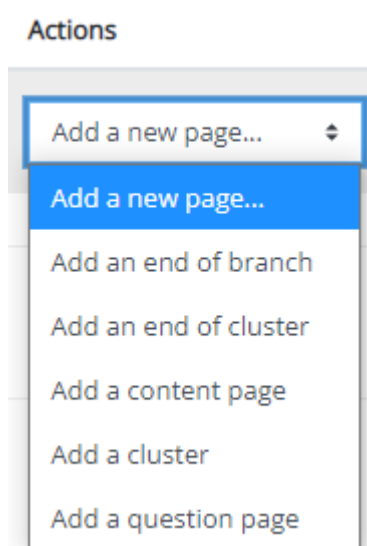 Actions
Add a new page...
Add a new page...
Add an end of branch
Add an end of cluster
Add a content page
Add a cluster
Add a question page